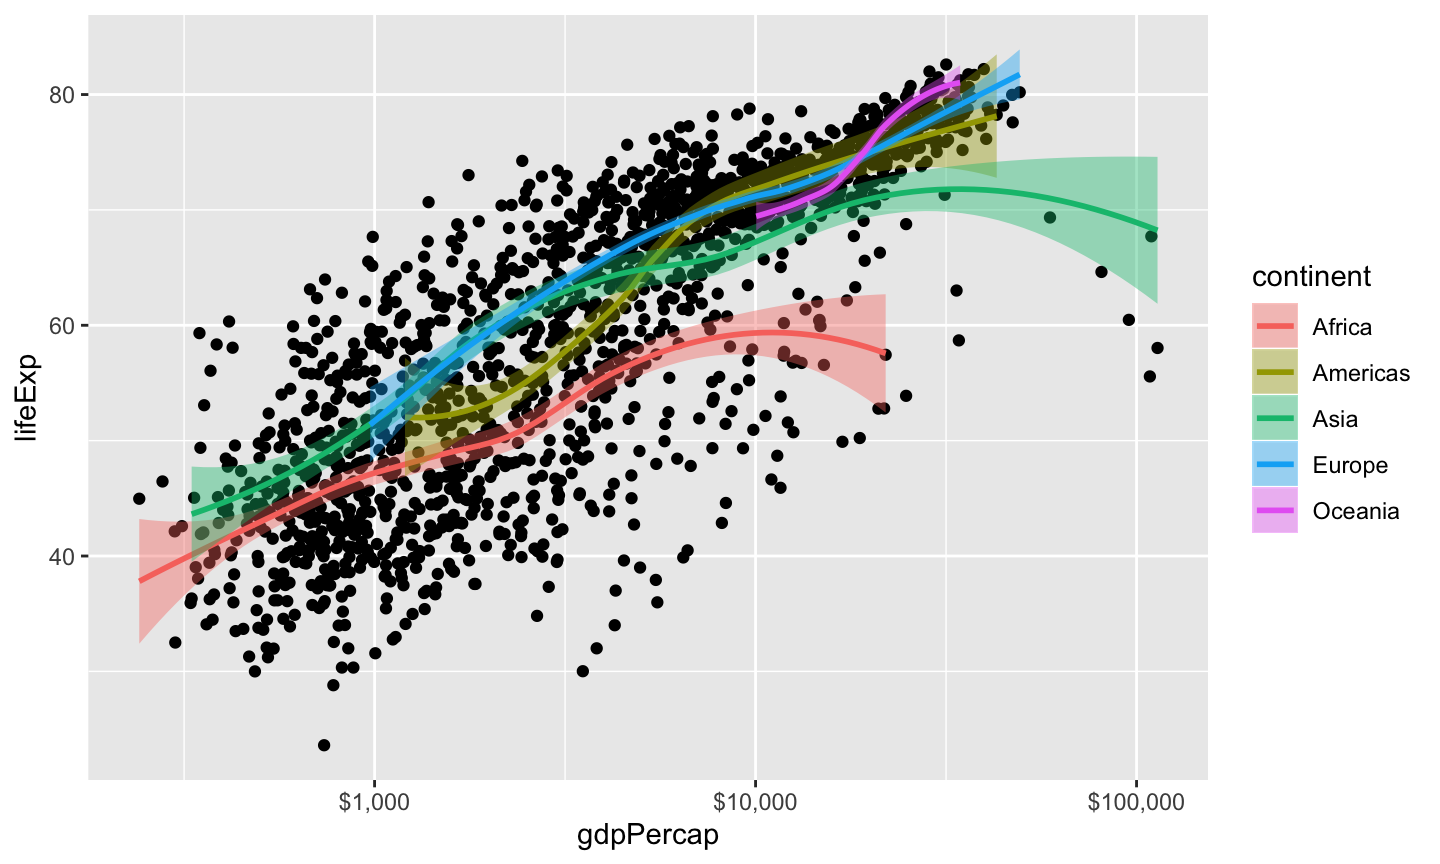 80
60
40
lifeExp
$1,000
$10,000
$100,000
gdpPercap
continent
Africa
Americas
Asia
Europe
Oceania